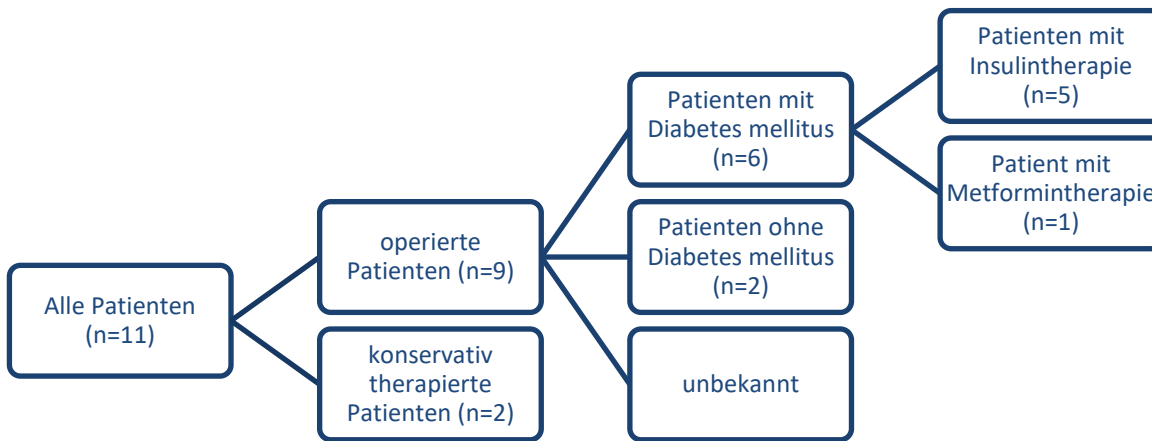 Alle Patienten
(n=11)
operierte
Patienten (n=9)
konservativ
therapierte
Patienten (n=2)
Patienten mit
Diabetes mellitus
(n=6)
Patienten ohne
Diabetes mellitus
(n=2)
unbekannt
Patienten mit
Insulintherapie
(n=5)
Patient mit
Metformintherapie
(n=1)